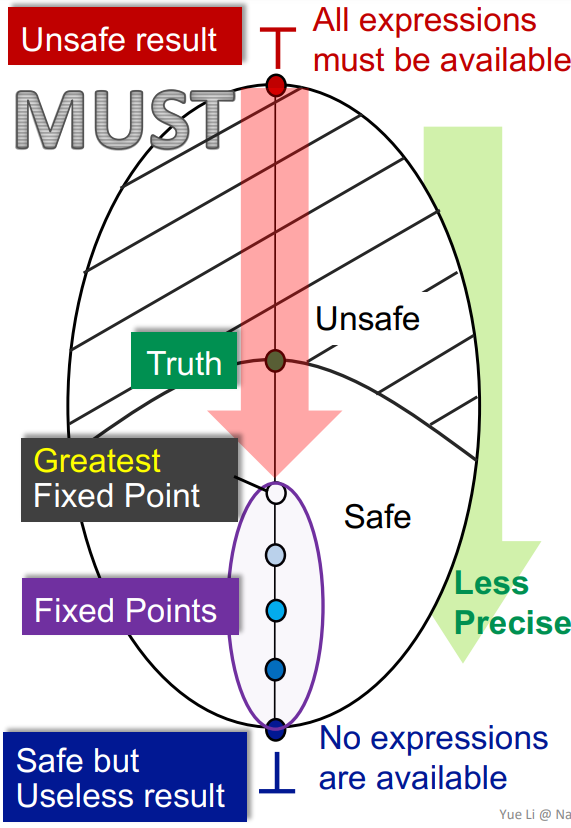 Unsafe result
All expressions
must be available
MUST
Unsafe
Truth
Greatest
Fixed Point
Safe
Fixed Points
Less
Precise
Safe but
Useless result
No expressions
are available
Yue Li @ Na